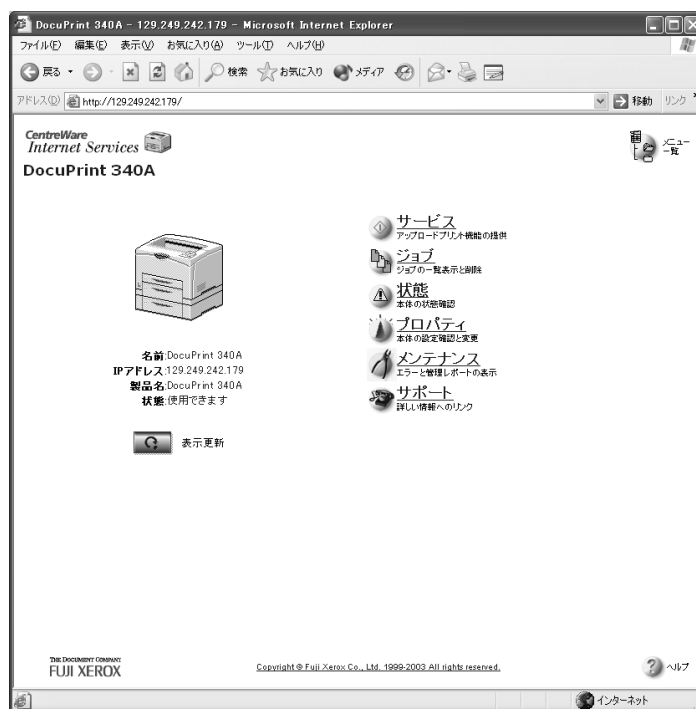 DocuPrint 340A - 129.249.242.179 - Microsoft Internet Explorer
ファイル(F) 編集(E) 表示(V) お気に入り(A) ツール(T) ヘルプ(H)
戻る 検索 お気に入り メディア
アドレス(D) http://129.249.242.179/ 移動 リンク »
CentreWare
Internet Services
メニュー
一覧
DocuPrint 340A
サービス
アップロードプリント機能の提供
ジョブ
ジョブの一覧表示と削除
状態
本体の状態確認
プロパティ
本体の設定確認と変更
メンテナンス
エラーと管理レポートの表示
サポート
詳しい情報へのリンク
名前:DocuPrint 340A
IPアドレス:129.249.242.179
製品名:DocuPrint 340A
状態:使用できます
表示更新
THE DOCUMENT COMPANY
FUJI XEROX
Copyright © Fuji Xerox Co., Ltd. 1999-2003 All rights reserved.
ヘルプ
インターネット